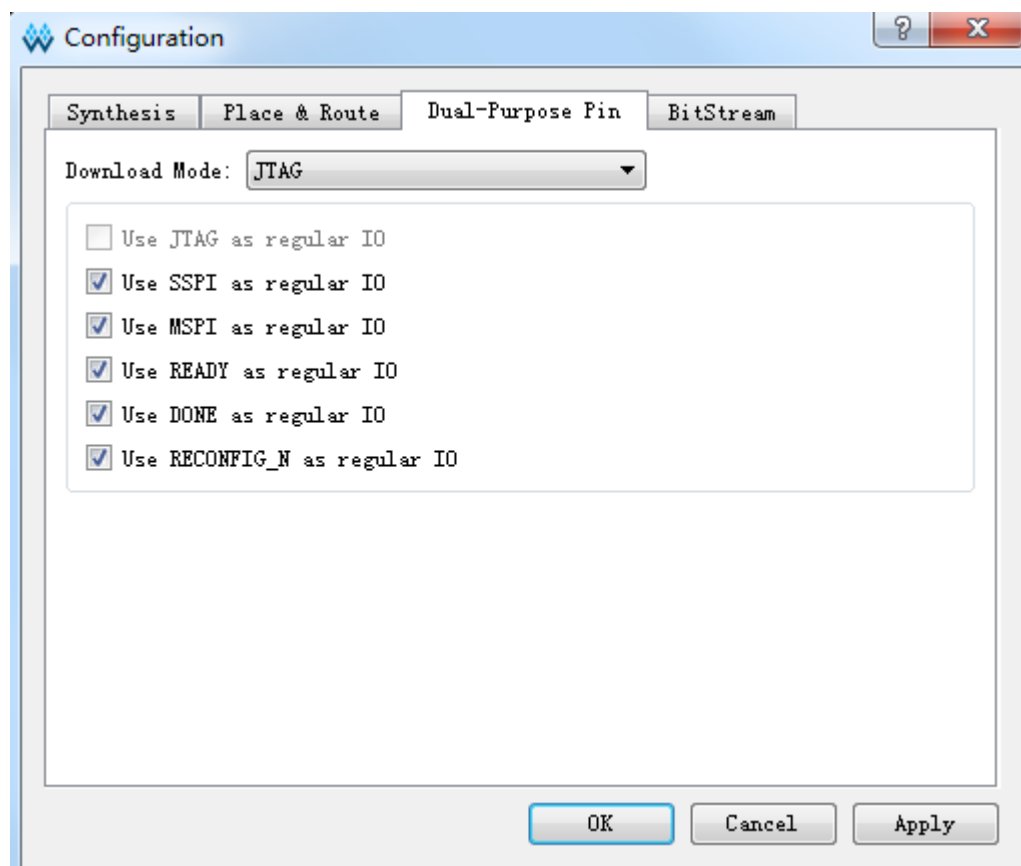 Configuration
Synthesis Place & Route Dual-Purpose Pin BitStream
Download Mode: JTAG
Use JTAG as regular IO
Use SSPI as regular IO
Use MSPI as regular IO
Use READY as regular IO
Use DONE as regular IO
Use RECONFIG_N as regular IO
OK Cancel Apply